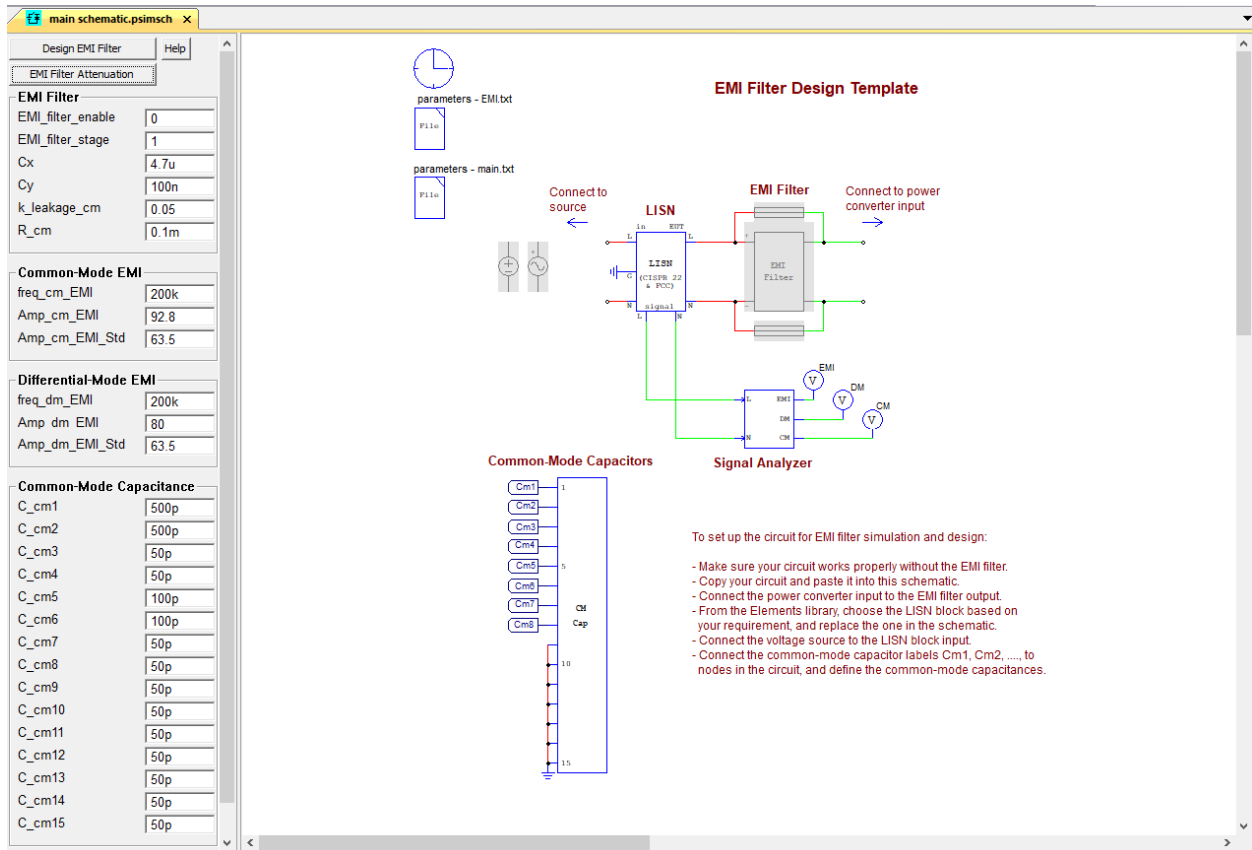 main schematic.psimsch ×
Design EMI Filter Help
EMI Filter Attenuation
EMI Filter
EMI_filter_enable 0
EMI_filter_stage 1
Cx 4.7u
Cy 100n
k_leakage_cm 0.05
R_cm 0.1m
Common-Mode EMI
freq_cm_EMI 200k
Amp_cm_EMI 92.8
Amp_cm_EMI_Std 63.5
Differential-Mode EMI
freq_dm_EMI 200k
Amp dm EMI 80
Amp_dm_EMI_Std 63.5
Common-Mode Capacitance
C_cm1 500p
C_cm2 500p
C_cm3 50p
C_cm4 50p
C_cm5 100p
C_cm6 100p
C_cm7 50p
C_cm8 50p
C_cm9 50p
C_cm10 50p
C_cm11 50p
C_cm12 50p
C_cm13 50p
C_cm14 50p
C_cm15 50p
EMI Filter Design Template
parameters - EMI.txt
File
parameters - main.txt
File
Connect to
source
LISN
in EUT
L L
LISN
G (CISPR 22
& FCC)
N signal N
L N
EMI Filter
+
EMI
Filter
-
Connect to power
converter input
EMI
V
DM
V
CM
V
L EMI
DM
N CM
Signal Analyzer
Common-Mode Capacitors
Cm1 1
Cm2
Cm3
Cm4
Cm5 5
Cm6
Cm7 CM
Cm8 Cap
10
15
To set up the circuit for EMI filter simulation and design:
- Make sure your circuit works properly without the EMI filter.
- Copy your circuit and paste it into this schematic.
- Connect the power converter input to the EMI filter output.
- From the Elements library, choose the LISN block based on
your requirement, and replace the one in the schematic.
- Connect the voltage source to the LISN block input.
- Connect the common-mode capacitor labels Cm1, Cm2, ...., to
nodes in the circuit, and define the common-mode capacitances.